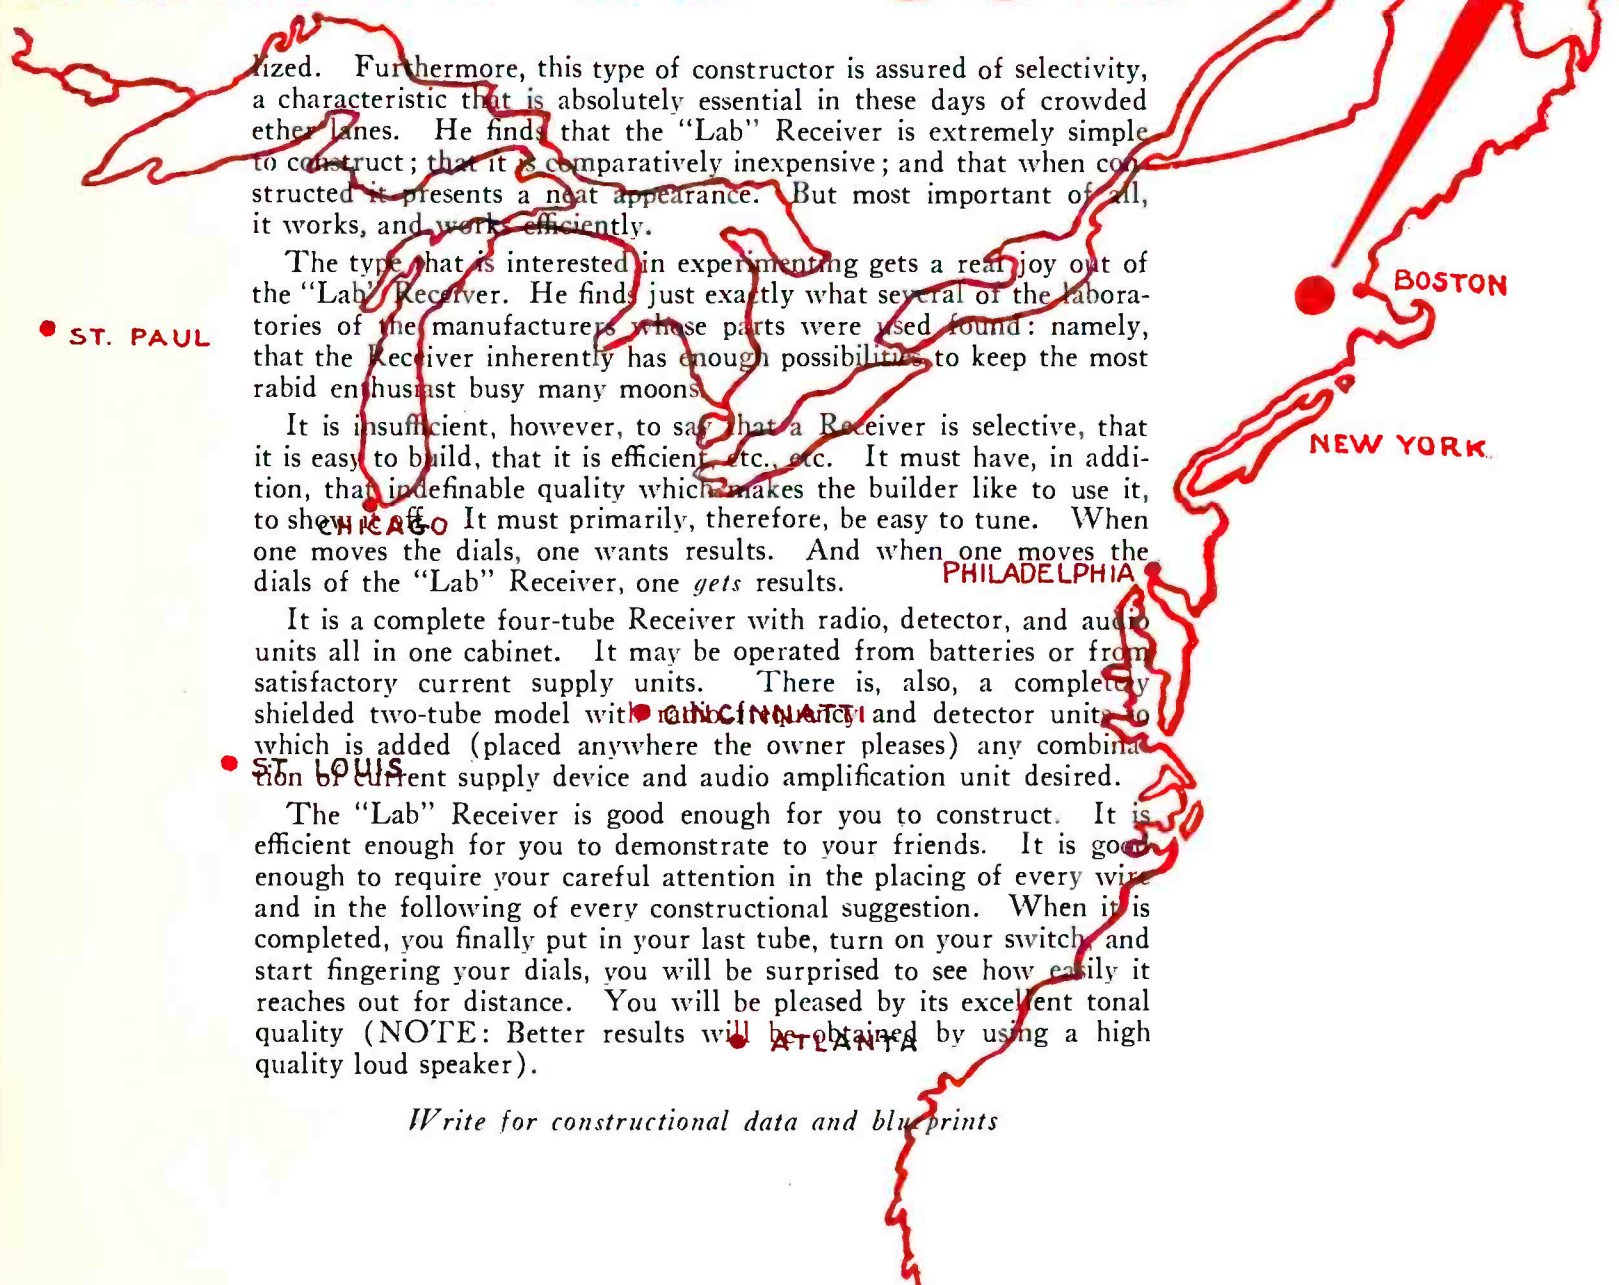 lized. Furthermore, this type of constructor is assured of selectivity,
a characteristic that is absolutely essential in these days of crowded
ether lanes. He finds that the "Lab" Receiver is extremely simple
to construct; that it is comparatively inexpensive; and that when con-
structed it presents a neat appearance. But most important of all,
it works, and works efficiently.
The type that is interested in experimenting gets a real joy out of
the "Lab" Receiver. He finds just exactly what several of the labora-
tories of the manufacturers whose parts were used found: namely,
that the Receiver inherently has enough possibilities to keep the most
rabid enthusiast busy many moons.
It is insufficient, however, to say that a Receiver is selective, that
it is easy to build, that it is efficient, etc., etc. It must have, in addi-
tion, that indefinable quality which makes the builder like to use it,
to show it off. It must primarily, therefore, be easy to tune. When
one moves the dials, one wants results. And when one moves the
dials of the "Lab" Receiver, one gets results.
It is a complete four-tube Receiver with radio, detector, and audio
units all in one cabinet. It may be operated from batteries or from
satisfactory current supply units. There is, also, a completely
shielded two-tube model with radio frequency and detector units to
which is added (placed anywhere the owner pleases) any combina-
tion of current supply device and audio amplification unit desired.
The "Lab" Receiver is good enough for you to construct. It is
efficient enough for you to demonstrate to your friends. It is good
enough to require your careful attention in the placing of every wire
and in the following of every constructional suggestion. When it is
completed, you finally put in your last tube, turn on your switch, and
start fingering your dials, you will be surprised to see how easily it
reaches out for distance. You will be pleased by its excellent tonal
quality (NOTE: Better results will be obtained by using a high
quality loud speaker).
Write for constructional data and blueprints
BOSTON
ST. PAUL
NEW YORK
CHICAGO
PHILADELPHIA
CINCINNATTI
ST. LOUIS
ATLANTA